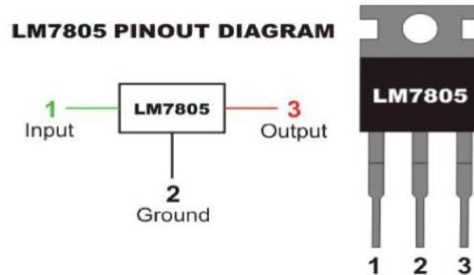 LM7805 PINOUT DIAGRAM
1
Input
LM7805
3
Output
2
Ground
LM7805
1 2 3